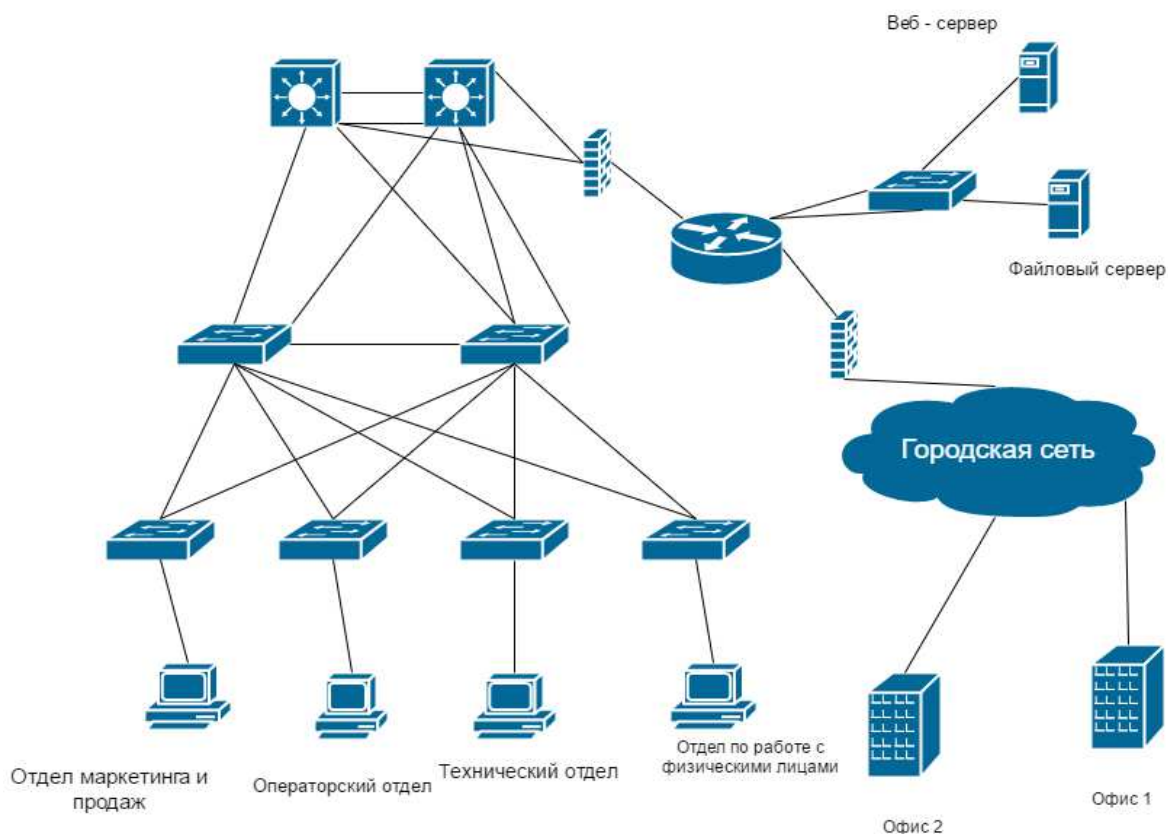 Веб - сервер
Файловый сервер
Городская сеть
Отдел маркетинга и
продаж
Операторский отдел
Технический отдел
Отдел по работе с
физическими лицами
Офис 2
Офис 1